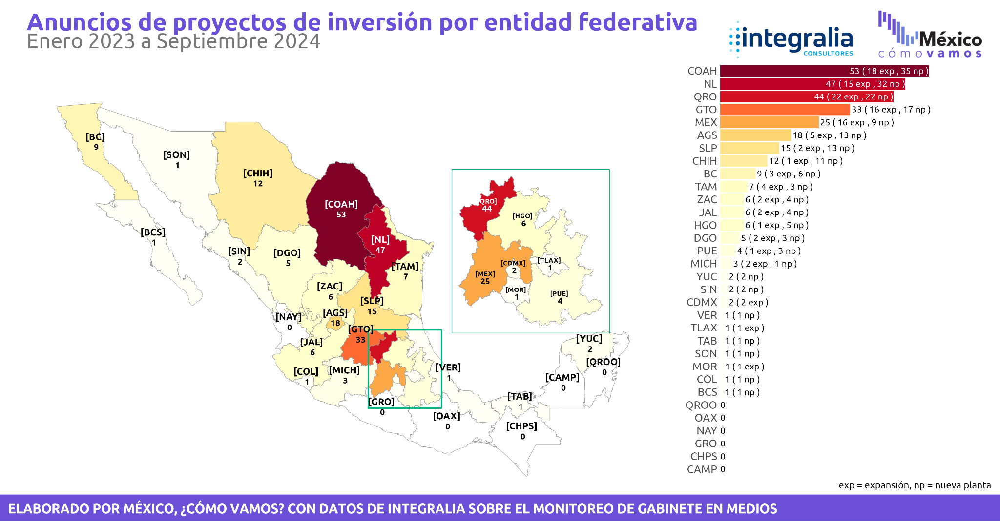 Anuncios de proyectos de inversión por entidad federativa
Enero 2023 a Septiembre 2024
integralia
CONSULTORES
México
cómovamos
[BC]
9
[SON]
1
[CHIH]
12
[COAH]
53
[BCS]
1
[SIN]
2
[DGO]
5
[NL]
47
[TAM]
7
[ZAC]
6
[SLP]
15
[AGS]
18
[NAY]
0
[GTO]
33
[JAL]
6
[COL]
1
[MICH]
3
[GRO]
0
[VER]
1
[OAX]
0
[TAB]
1
[CHPS]
0
[CAMP]
0
[YUC]
2
[QROO]
0
QRO]
44
[HGO]
6
[MEX]
25
[CDMX]
2
[TLAX]
1
[MOR]
1
[PUE]
4
COAH 53 ( 18 exp , 35 np )
NL 47 ( 15 exp , 32 np )
QRO 44 ( 22 exp , 22 np )
GTO 33 ( 16 exp , 17 np )
MEX 25 ( 16 exp , 9 np )
AGS 18 ( 5 exp , 13 np )
SLP 15 ( 2 exp , 13 np )
CHIH 12 ( 1 exp , 11 np )
BC 9 ( 3 exp , 6 np )
TAM 7 ( 4 exp , 3 np )
ZAC 6 ( 2 exp , 4 np )
JAL 6 ( 2 exp , 4 np )
HGO 6 ( 1 exp , 5 np )
DGO 5 ( 2 exp , 3 np )
PUE 4 ( 1 exp , 3 np )
MICH 3 ( 2 exp , 1 np )
YUC 2 ( 2 np )
SIN 2 ( 2 np )
CDMX 2 ( 2 exp )
VER 1 ( 1 np )
TLAX 1 ( 1 exp )
TAB 1 ( 1 np )
SON 1 ( 1 np )
MOR 1 ( 1 exp )
COL 1 ( 1 np )
BCS 1 ( 1 np )
QROO 0
OAX 0
NAY 0
GRO 0
CHPS 0
CAMP 0
exp = expansión, np = nueva planta
ELABORADO POR MÉXICO, ¿CÓMO VAMOS? CON DATOS DE INTEGRALIA SOBRE EL MONITOREO DE GABINETE EN MEDIOS